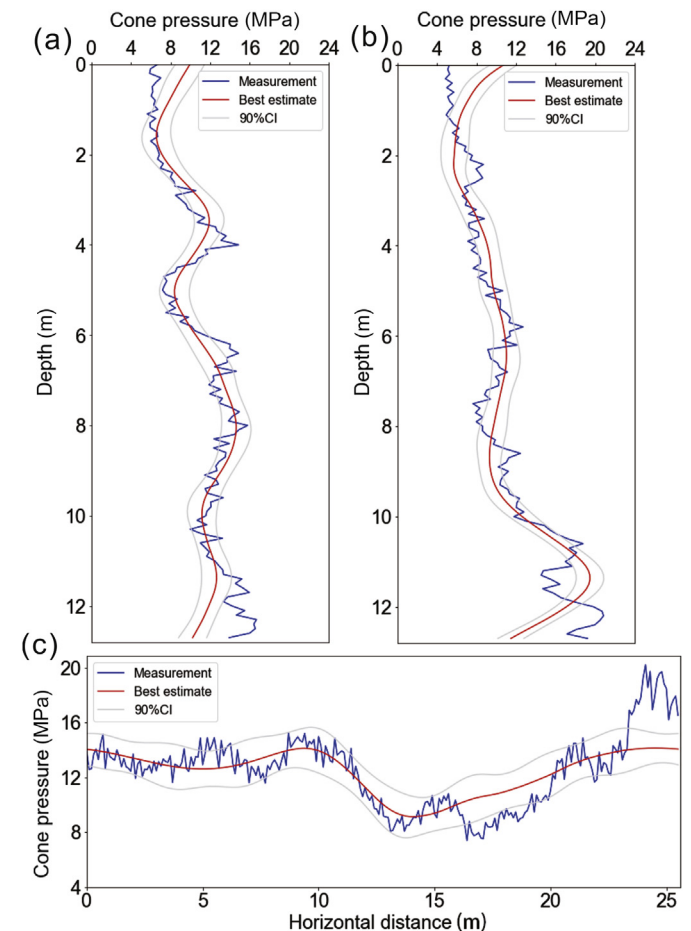 (a) Cone pressure (MPa)
0 4 8 12 16 20 24
Measurement
Best estimate
90%CI
Depth (m)
0
2
4
6
8
10
12
(b) Cone pressure (MPa)
0 4 8 12 16 20 24
Measurement
Best estimate
90%CI
Depth (m)
0
2
4
6
8
10
12
(c)
Measurement
Best estimate
90%CI
Cone pressure (MPa)
20
16
12
8
4
0 5 10 15 20 25
Horizontal distance (m)